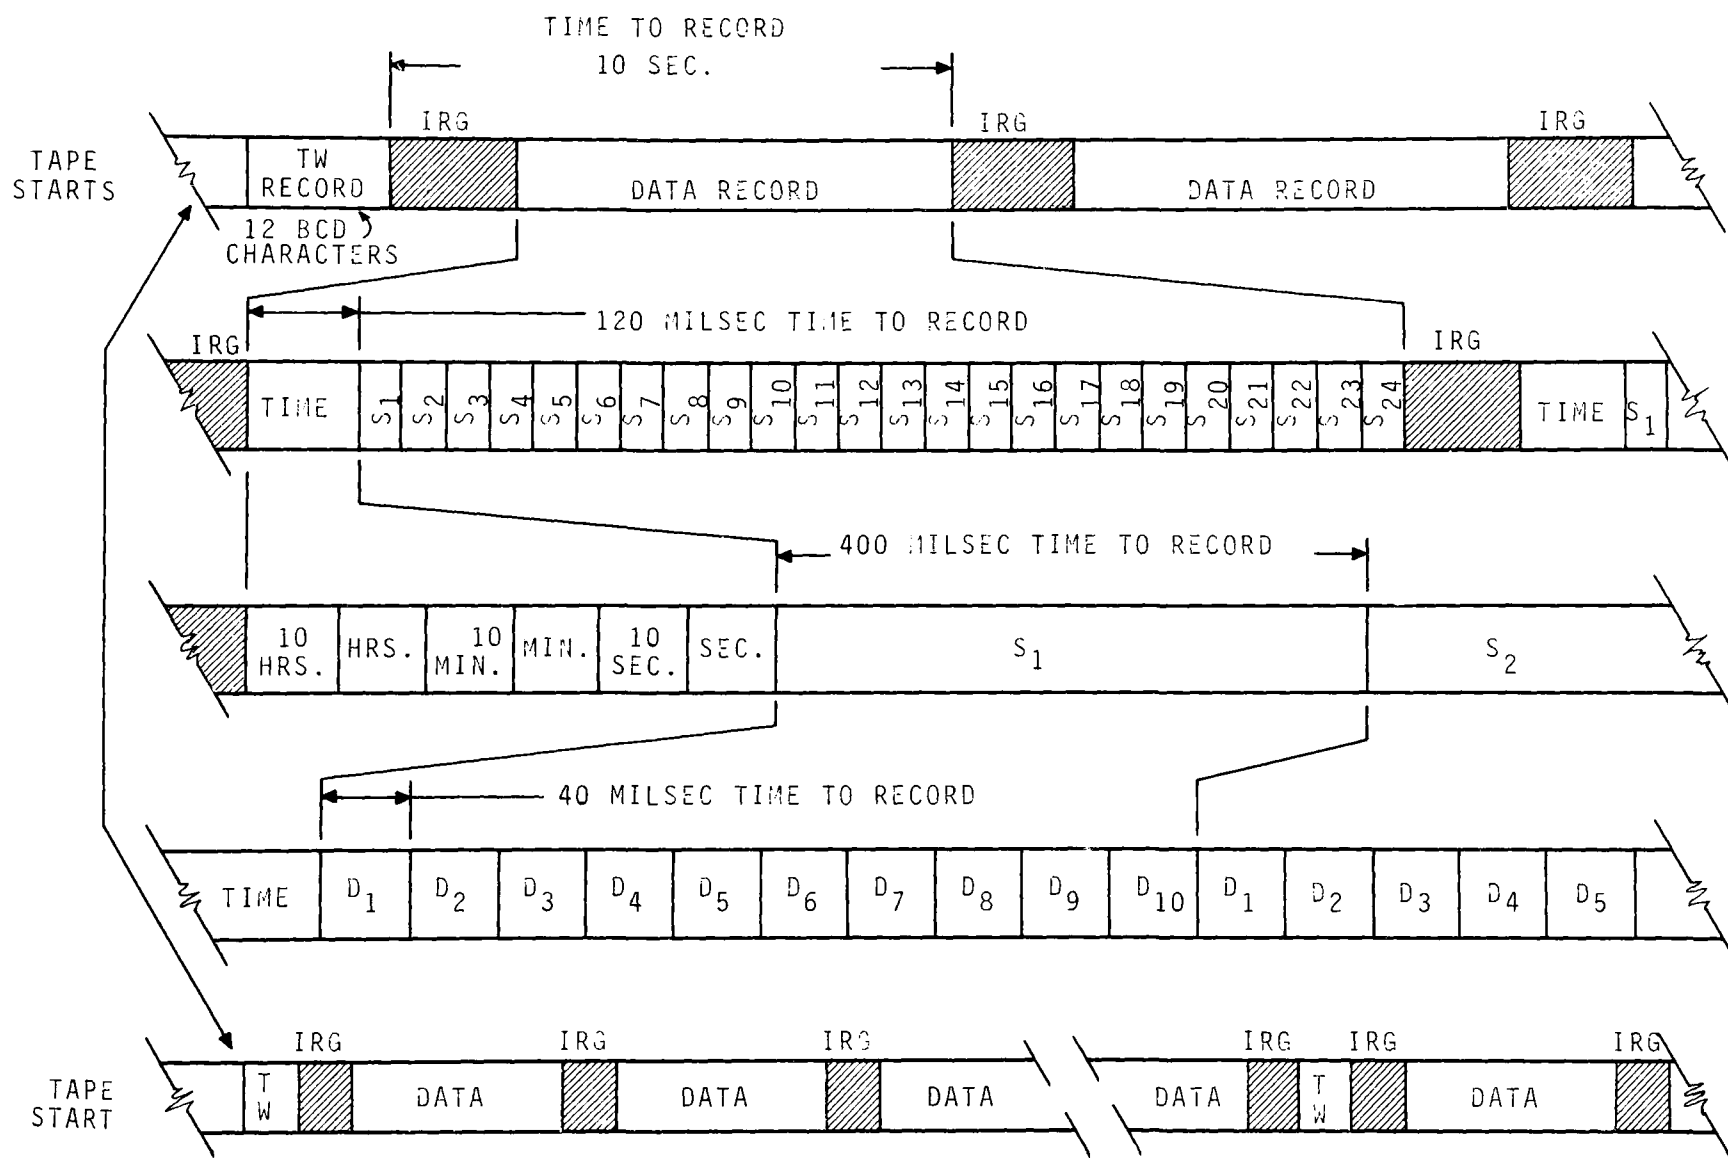 TIME TO RECORD
10 SEC.
IRG IRG IRG
TAPE
STARTS
TW
RECORD
DATA RECORD DATA RECORD
12 BCD
CHARACTERS
120 MILSEC TIME TO RECORD
IRG IRG
TIME S1 S2 S3 S4 S5 S6 S7 S8 S9 S10 S11 S12 S13 S14 S15 S16 S17 S18 S19 S20 S21 S22 S23 S24 TIME S1
400 MILSEC TIME TO RECORD
10
HRS.
HRS.
10
MIN.
MIN.
10
SEC.
SEC.
S1 S2
40 MILSEC TIME TO RECORD
TIME D1 D2 D3 D4 D5 D6 D7 D8 D9 D10 D1 D2 D3 D4 D5
IRG IRG IRG IRG IRG IRG
TAPE
START
T
W
DATA DATA DATA DATA
T
W
DATA